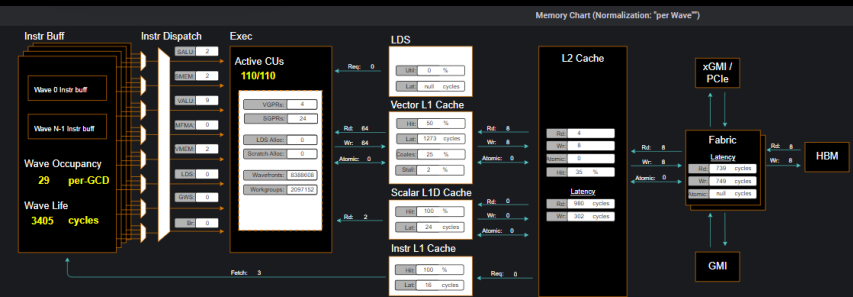 Memory Chart (Normalization: "per Wave"")
Instr Buff
Instr Dispatch
Exec
LDS
L2 Cache
Wave 0 Instr buff
Wave N-1 Instr buff
Wave Occupancy
29 per-GCD
Wave Life
3405 cycles
SALU: 2
SMEM: 2
VALU: 9
MFMA: 0
VMEM: 2
LDS: 0
GWS: 0
Br: 0
Active CUs
110/110
VGPRs: 4
SGPRs: 24
LDS Alloc: 0
Scratch Alloc: 0
Wavefronts: 8388608
Workgroups: 2097152
Req: 0
Util: 0 %
Lat: null cycles
Vector L1 Cache
Rd: 64
Wr: 64
Atomic: 0
Hit: 50 %
Lat: 1273 cycles
Coales: 25 %
Stall: 2 %
Rd: 8
Wr: 8
Atomic: 0
Scalar L1D Cache
Rd: 2
Hit: 100 %
Lat: 24 cycles
Rd: 0
Wr: 0
Atomic: 0
Instr L1 Cache
Fetch: 3
Hit: 100 %
Lat: 16 cycles
Req: 0
Rd: 4
Wr: 8
Atomic: 0
Hit: 35 %
Latency
Rd: 980 cycles
Wr: 302 cycles
Rd: 8
Wr: 8
Atomic: 0
xGMI /
PCIe
Fabric
Latency
Rd: 739 cycles
Wr: 749 cycles
Atomic: null cycles
Rd: 8
Wr: 8
HBM
GMI